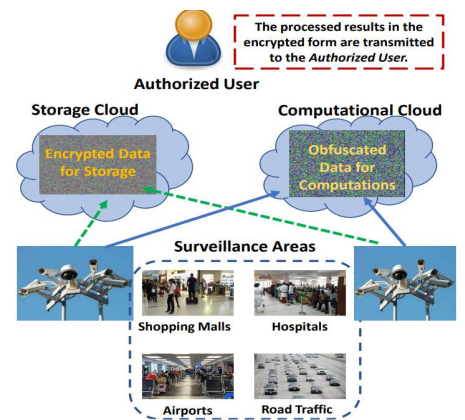 The processed results in the
encrypted form are transmitted
to the Authorized User.
Authorized User
Storage Cloud
Computational Cloud
Encrypted Data
for Storage
Obfuscated
Data for
Computations
Surveillance Areas
Shopping Malls
Hospitals
Airports
Road Traffic